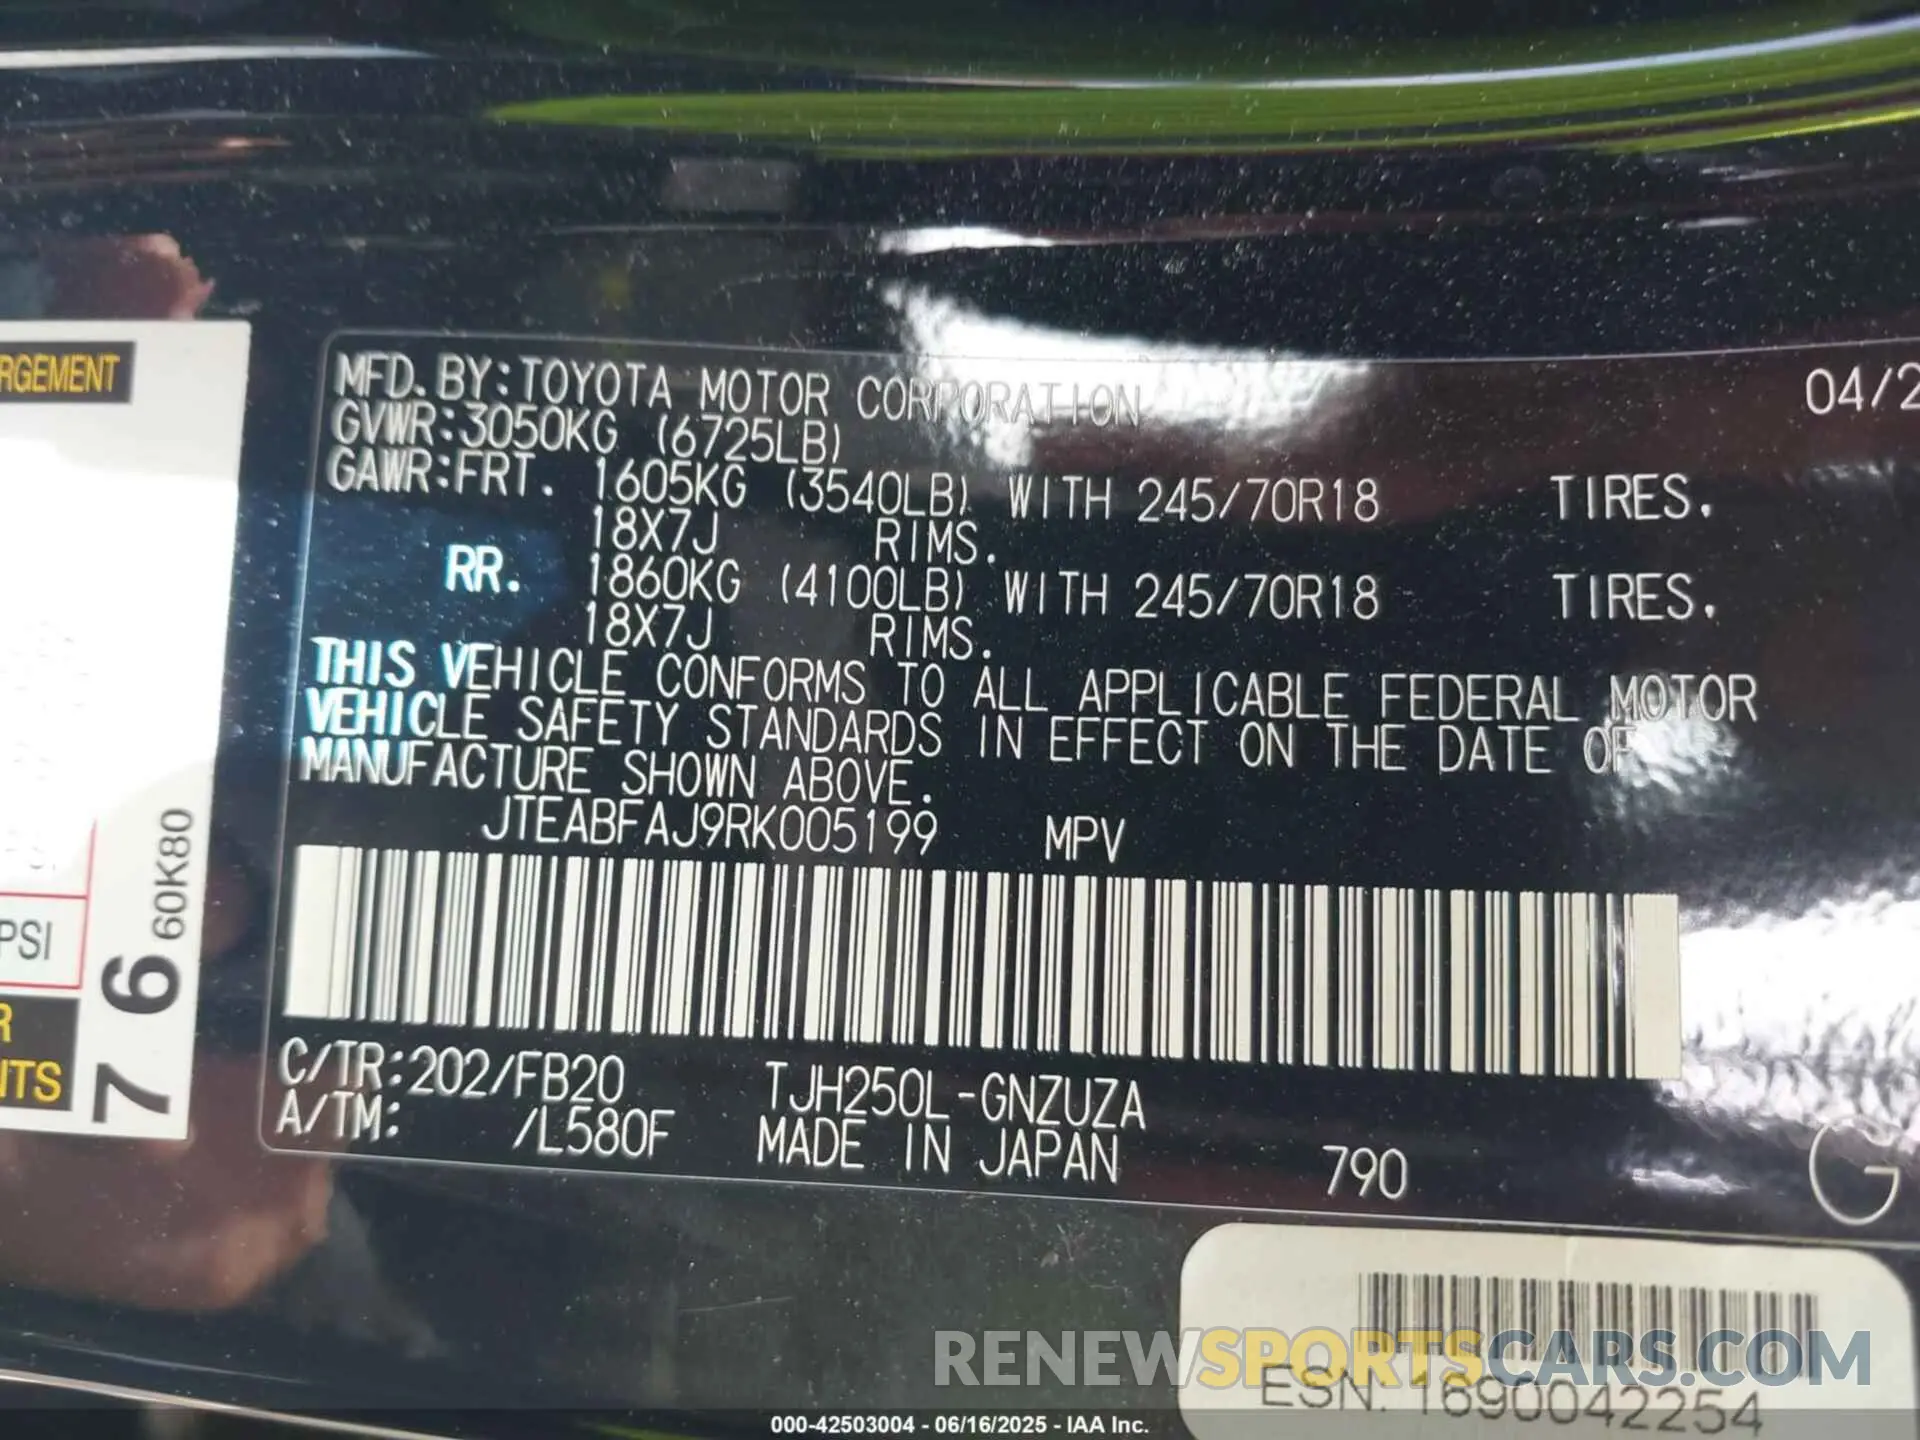 RGEMENT
MFD. BY: TOYOTA MOTOR CORPORATION 04/2
GVWR: 3050KG (6725LB)
GAWR: FRT. 1605KG (3540LB) WITH 245/70R18 TIRES.
18X7J RIMS.
RR. 1860KG (4100LB) WITH 245/70R18 TIRES.
18X7J RIMS.
THIS VEHICLE CONFORMS TO ALL APPLICABLE FEDERAL MOTOR
VEHICLE SAFETY STANDARDS IN EFFECT ON THE DATE OF
MANUFACTURE SHOWN ABOVE.
JTEABFAJ9RK005199 MPV
C/TR: 202/FB20 TJH250L-GNZUZA
A/TM: /L580F MADE IN JAPAN 790 G
PSI
R
NTS
7 6 60K80
ESN: 1690042254
RENEWSPORTSCARS.COM
000-42503004 - 06/16/2025 - IAA Inc.